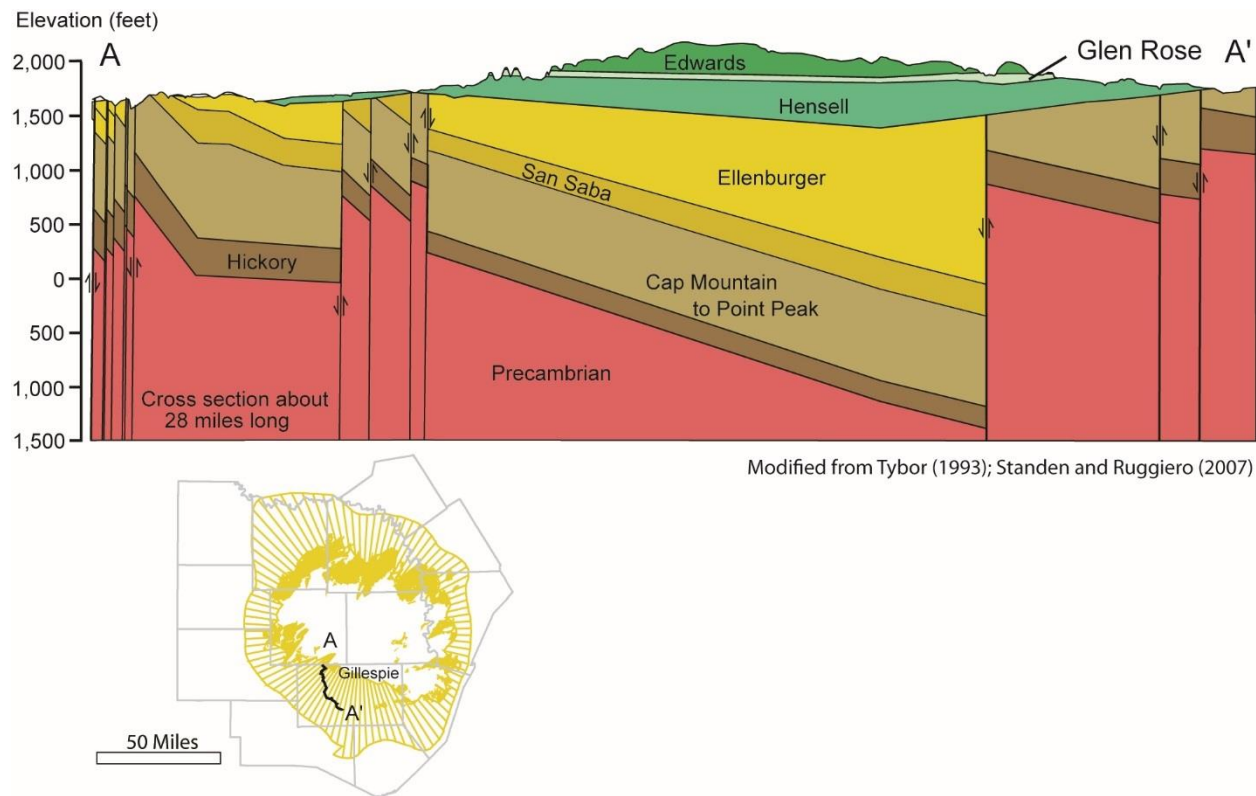 Elevation (feet)
A
Glen Rose
A'
2,000
Edwards
1,500
Hensell
1,000
San Saba
Ellenburger
500
0
Hickory
Cap Mountain
to Point Peak
500
1,000
Precambrian
Cross section about
28 miles long
1,500
Modified from Tybor (1993); Standen and Ruggiero (2007)
A
Gillespie
A'
50 Miles